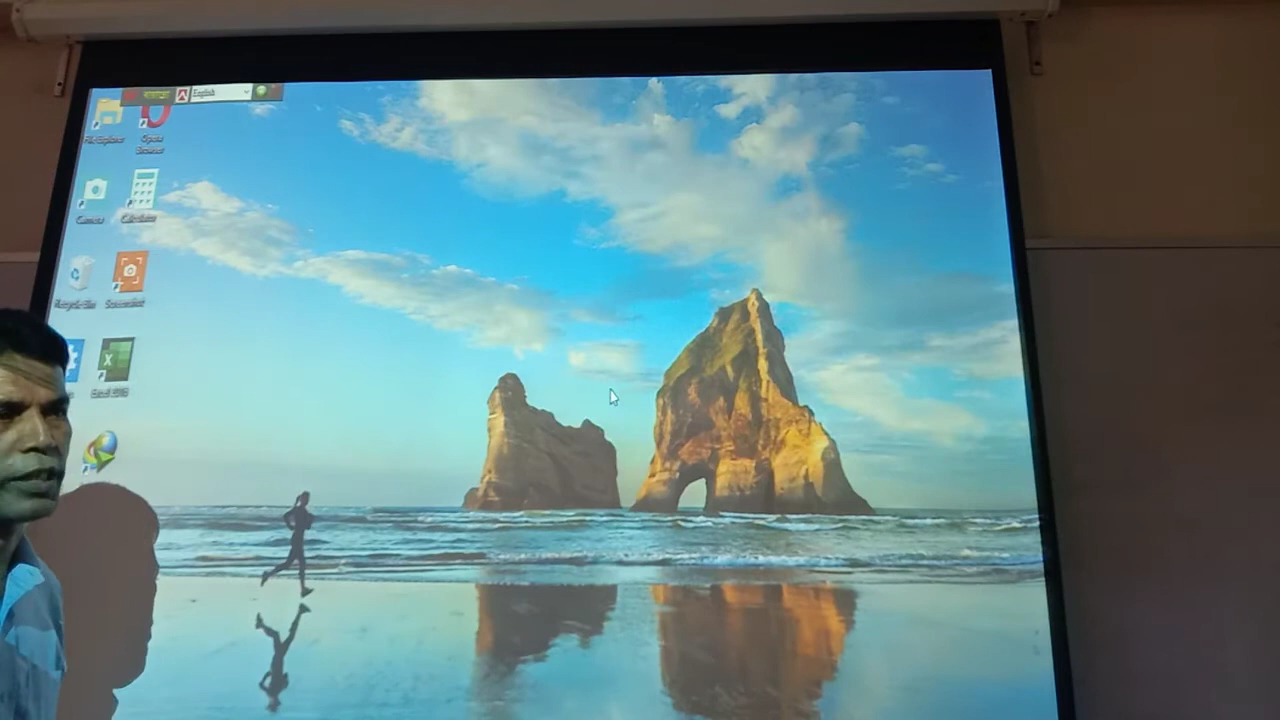 English
File Explorer
Opera
Browser
Camera
Calculator
Recycle Bin
Screenshot
Excel 2016